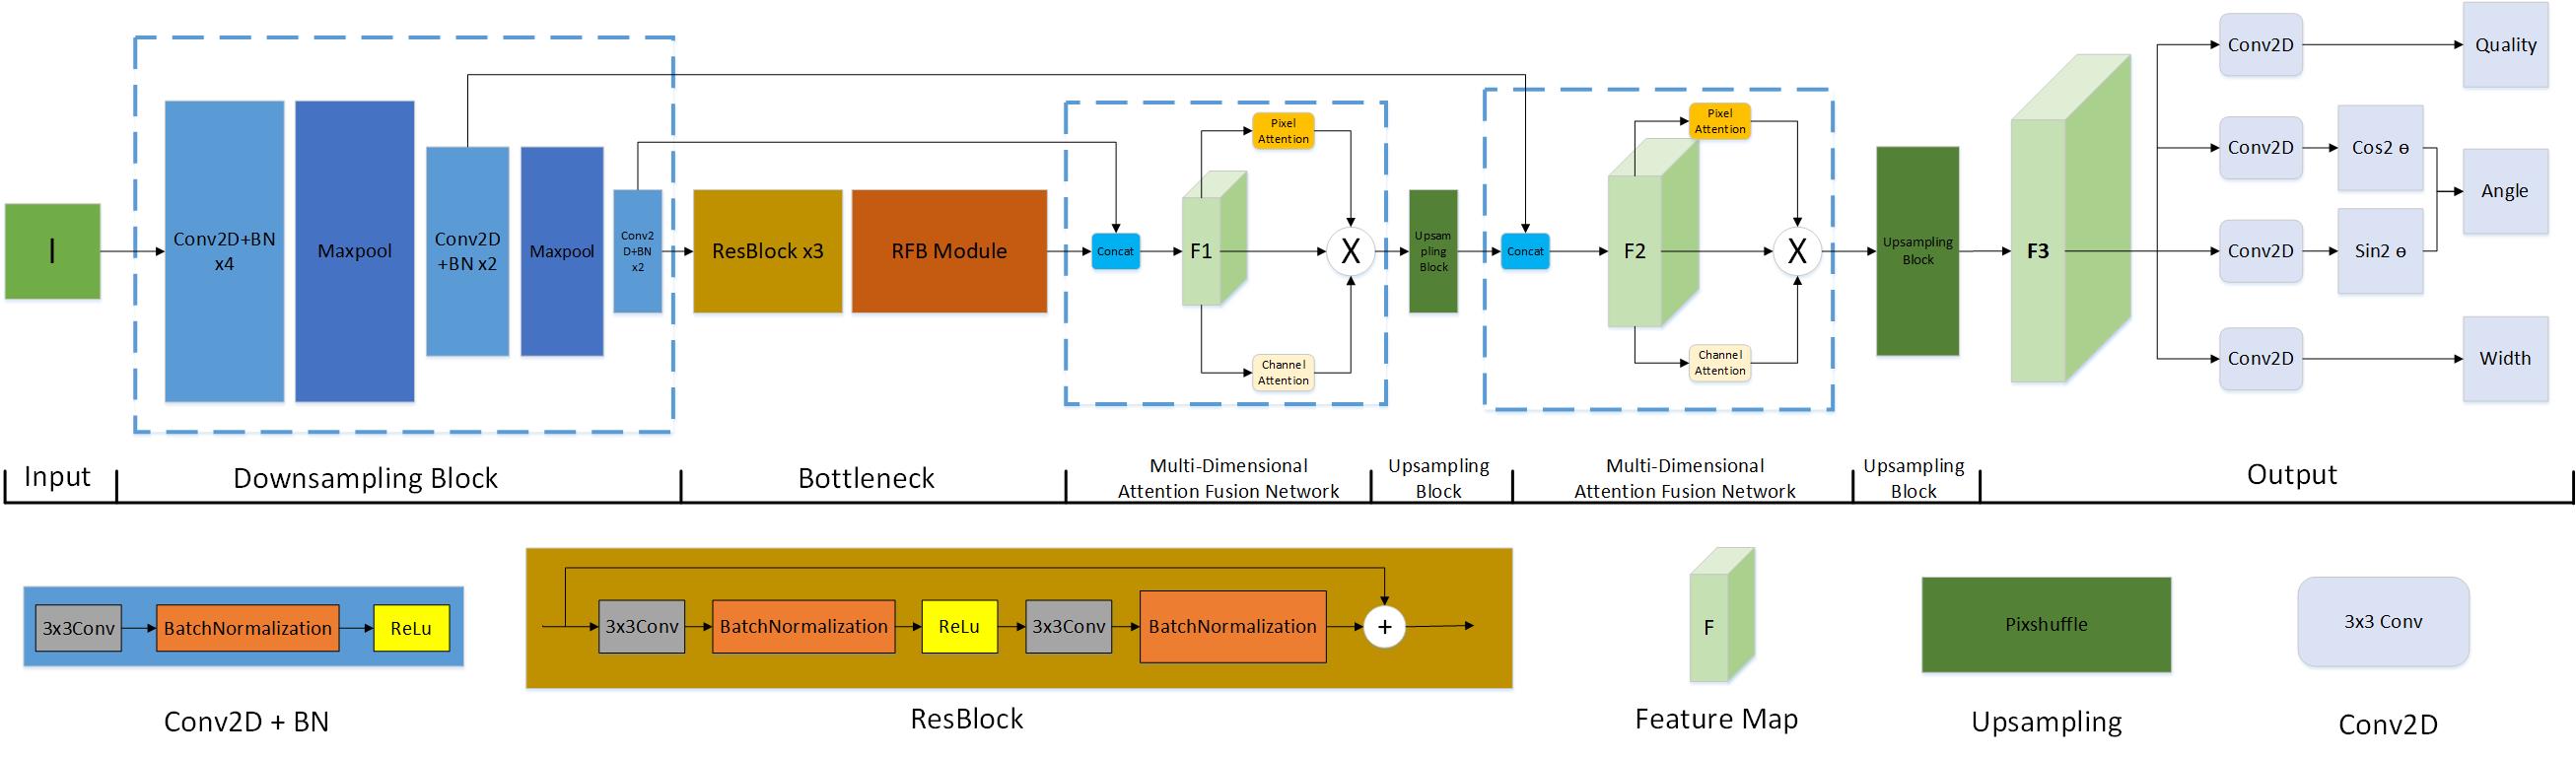 I
Conv2D+BN
x4
Maxpool
Conv2D
+BN x2
Maxpool
Conv2
D+BN
x2
ResBlock x3
RFB Module
Concat
F1
Pixel
Attention
Channel
Attention
X
Upsam
pling
Block
Concat
F2
Pixel
Attention
Channel
Attention
X
Upsampling
Block
F3
Conv2D
Quality
Conv2D
Cos2 ɵ
Angle
Conv2D
Sin2 ɵ
Conv2D
Width
Input
Downsampling Block
Bottleneck
Multi-Dimensional
Attention Fusion Network
Upsampling
Block
Multi-Dimensional
Attention Fusion Network
Upsampling
Block
Output
3x3Conv
BatchNormalization
ReLu
Conv2D + BN
3x3Conv
BatchNormalization
ReLu
3x3Conv
BatchNormalization
+
ResBlock
F
Feature Map
Pixshuffle
Upsampling
3x3 Conv
Conv2D